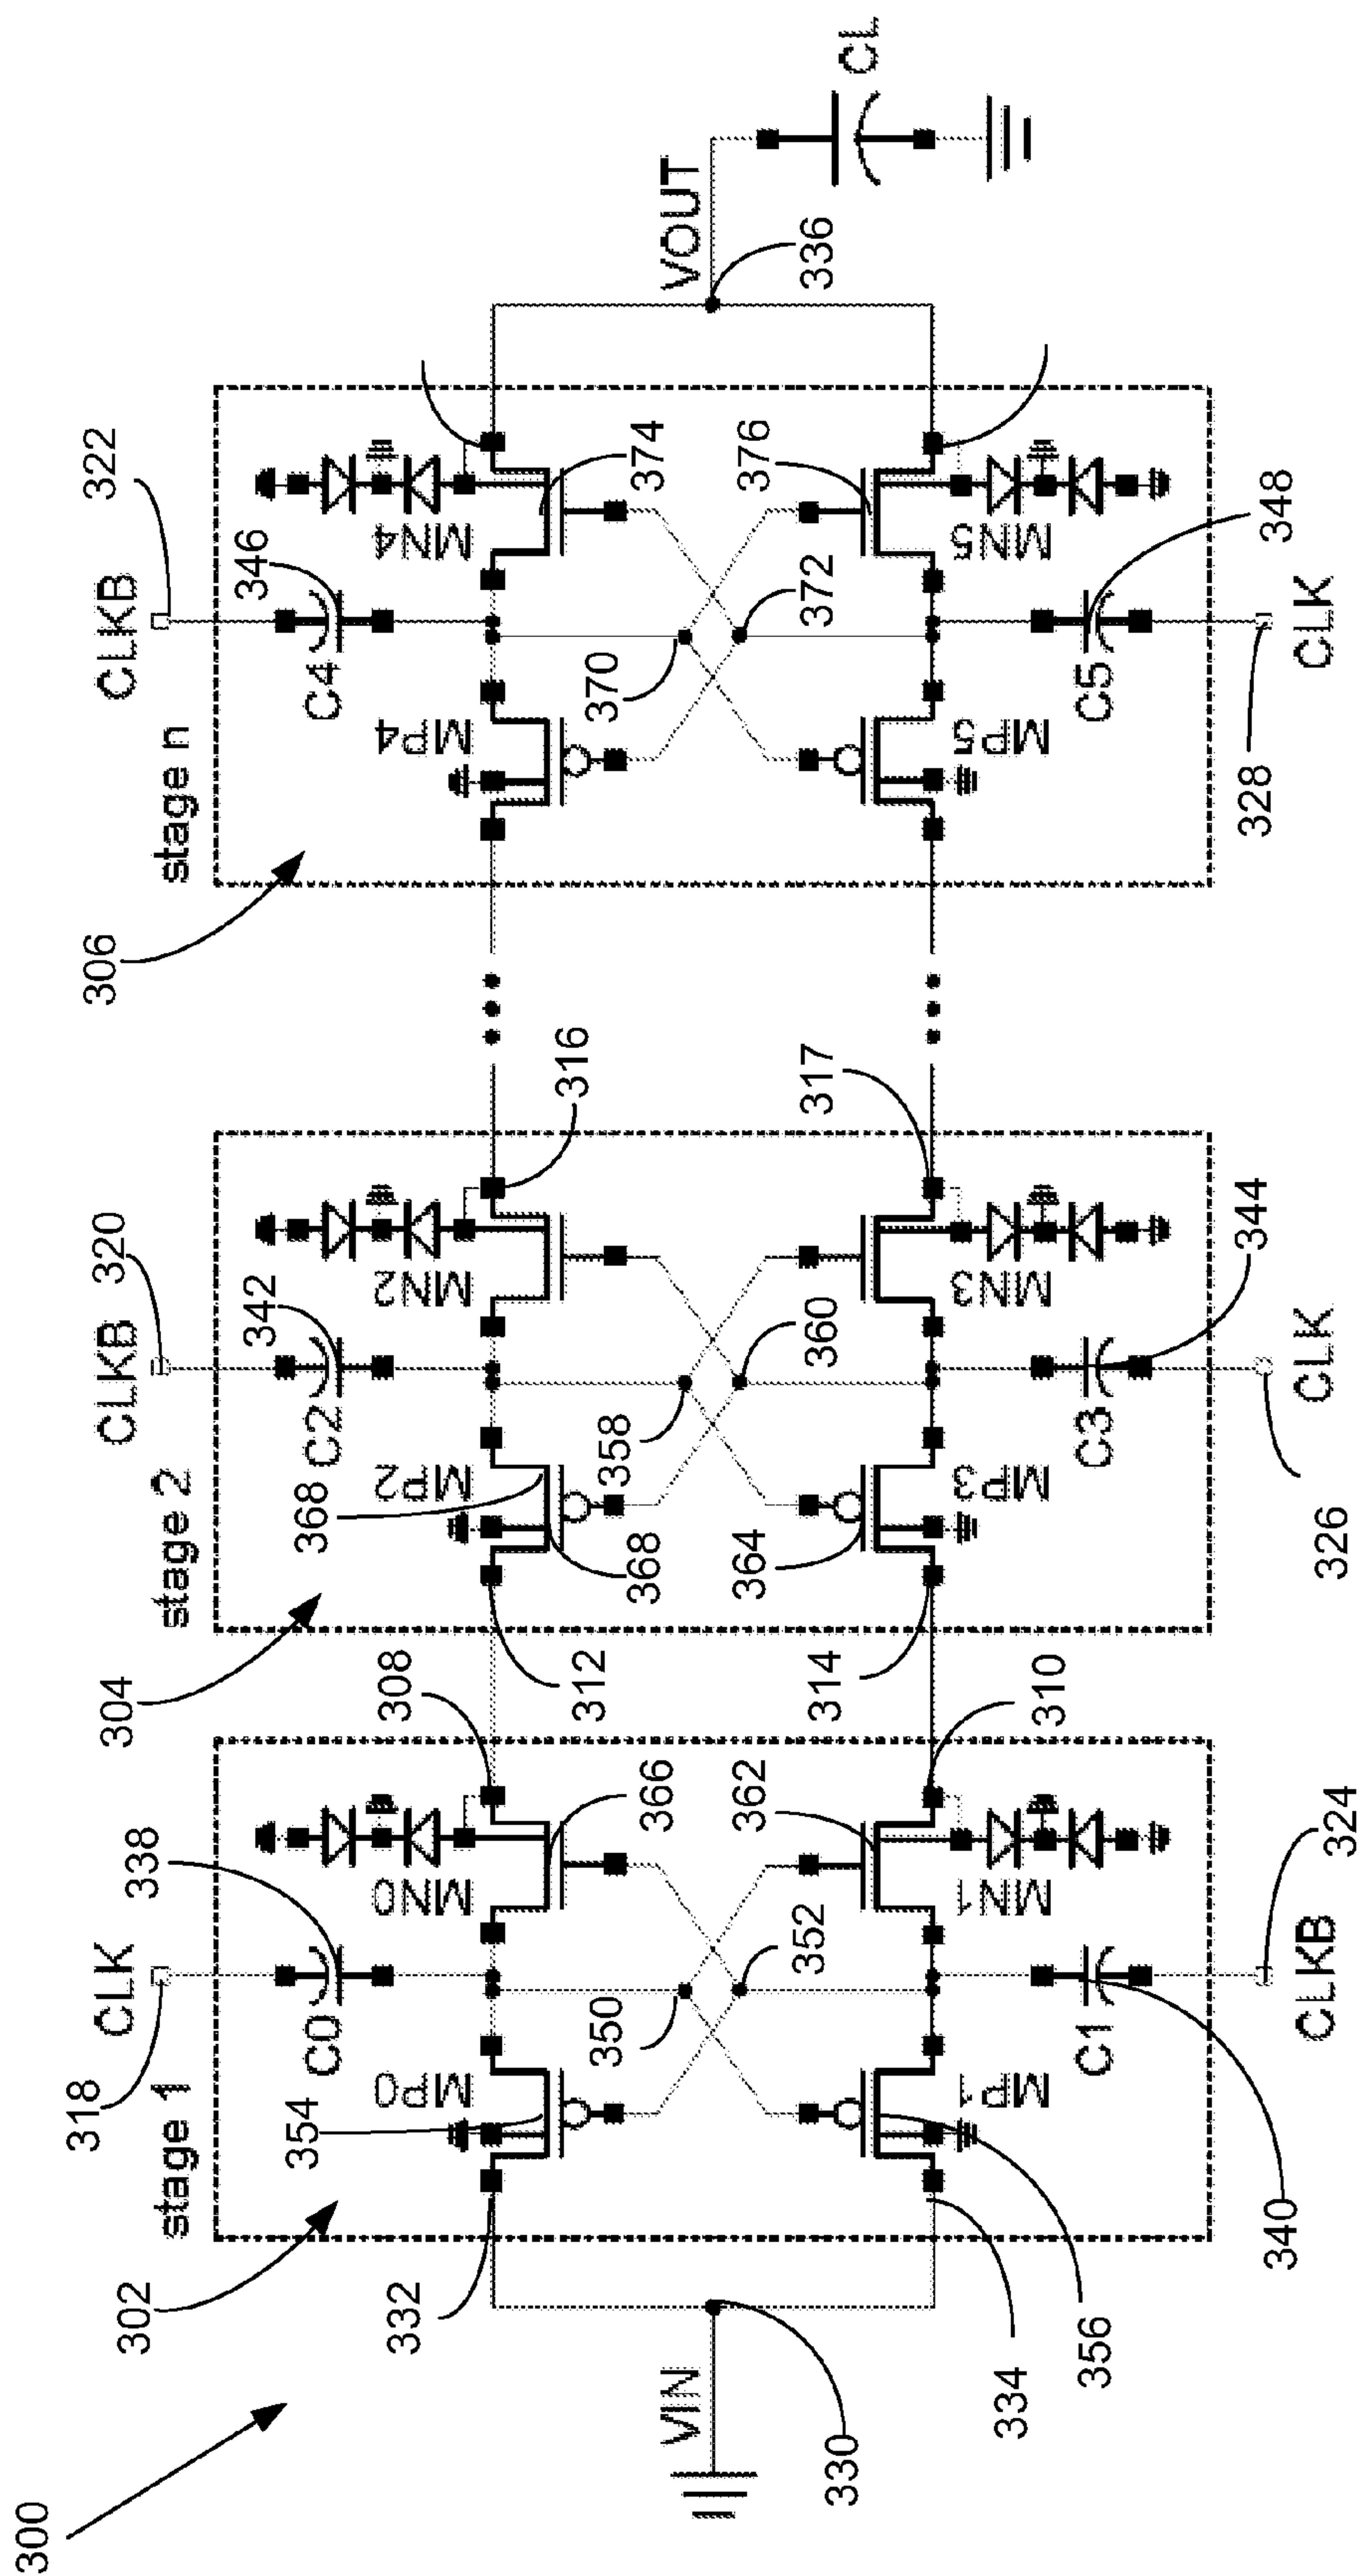 300
302
318
CLK
338
304
320
CLKB
342
306
322
CLKB
346
stage 1
stage 2
stage n
C0
C2
C4
354
MP0
MN0
308
368
MP2
MN2
316
MP4
MN4
332
366
312
368
374
VIN
350
358
370
VOUT
336
CL
330
352
362
364
360
317
372
376
334
MP1
MN1
314
310
MP3
MN3
MP5
MN5
356
C1
C3
C5
340
344
348
CLKB
324
326
CLK
328
CLK